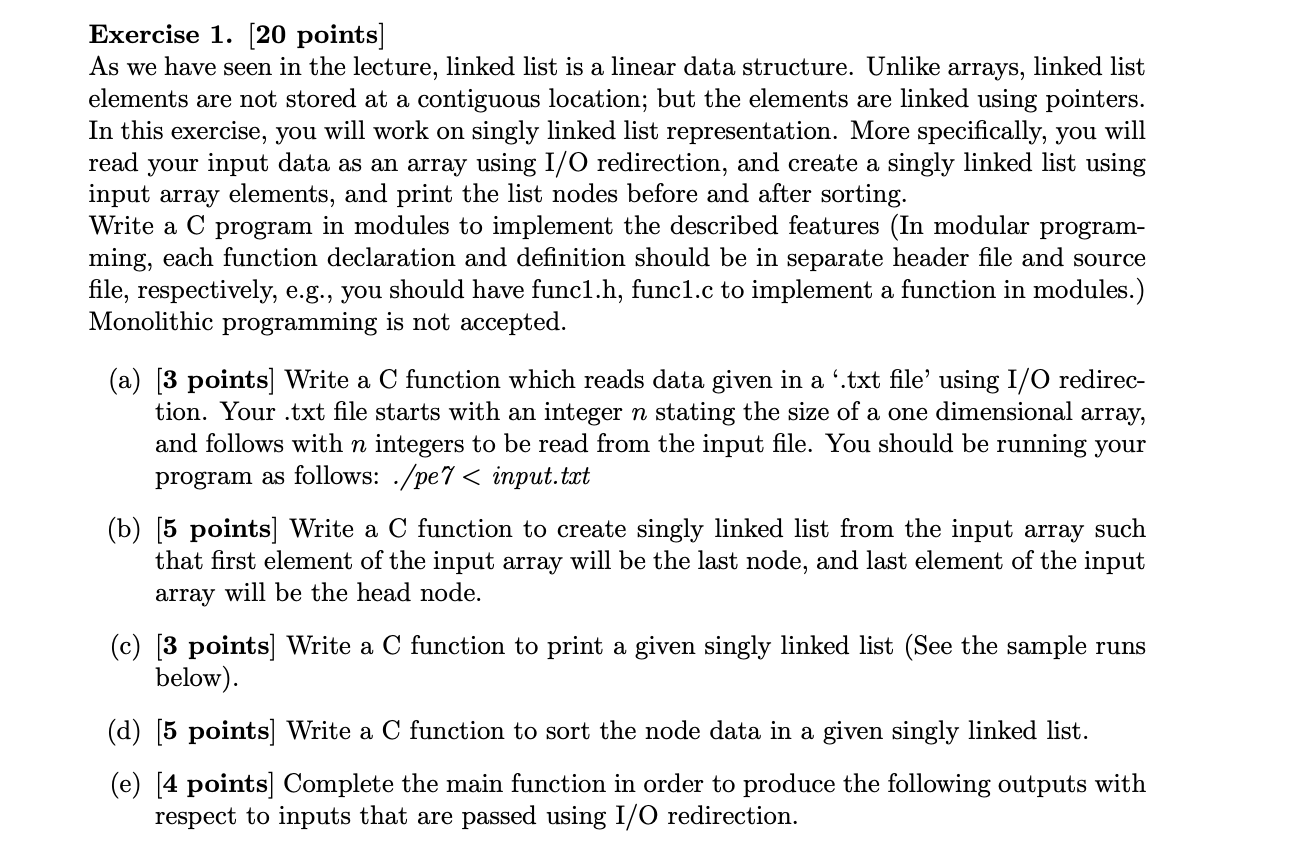 Exercise 1. [20 points]
As we have seen in the lecture, linked list is a linear data structure. Unlike arrays, linked list
elements are not stored at a contiguous location; but the elements are linked using pointers.
In this exercise, you will work on singly linked list representation. More specifically, you will
read your input data as an array using I/O redirection, and create a singly linked list using
input array elements, and print the list nodes before and after sorting.
Write a C program in modules to implement the described features (In modular program-
ming, each function declaration and definition should be in separate header file and source
file, respectively, e.g., you should have func1.h, func1.c to implement a function in modules.)
Monolithic programming is not accepted.
(a) [3 points] Write a C function which reads data given in a ‘.txt file’ using I/O redirec-
tion. Your .txt file starts with an integer n stating the size of a one dimensional array,
and follows with n integers to be read from the input file. You should be running your
program as follows: ./pe7 < input.txt
(b) [5 points] Write a C function to create singly linked list from the input array such
that first element of the input array will be the last node, and last element of the input
array will be the head node.
(c) [3 points] Write a C function to print a given singly linked list (See the sample runs
below).
(d) [5 points] Write a C function to sort the node data in a given singly linked list.
(e) [4 points] Complete the main function in order to produce the following outputs with
respect to inputs that are passed using I/O redirection.